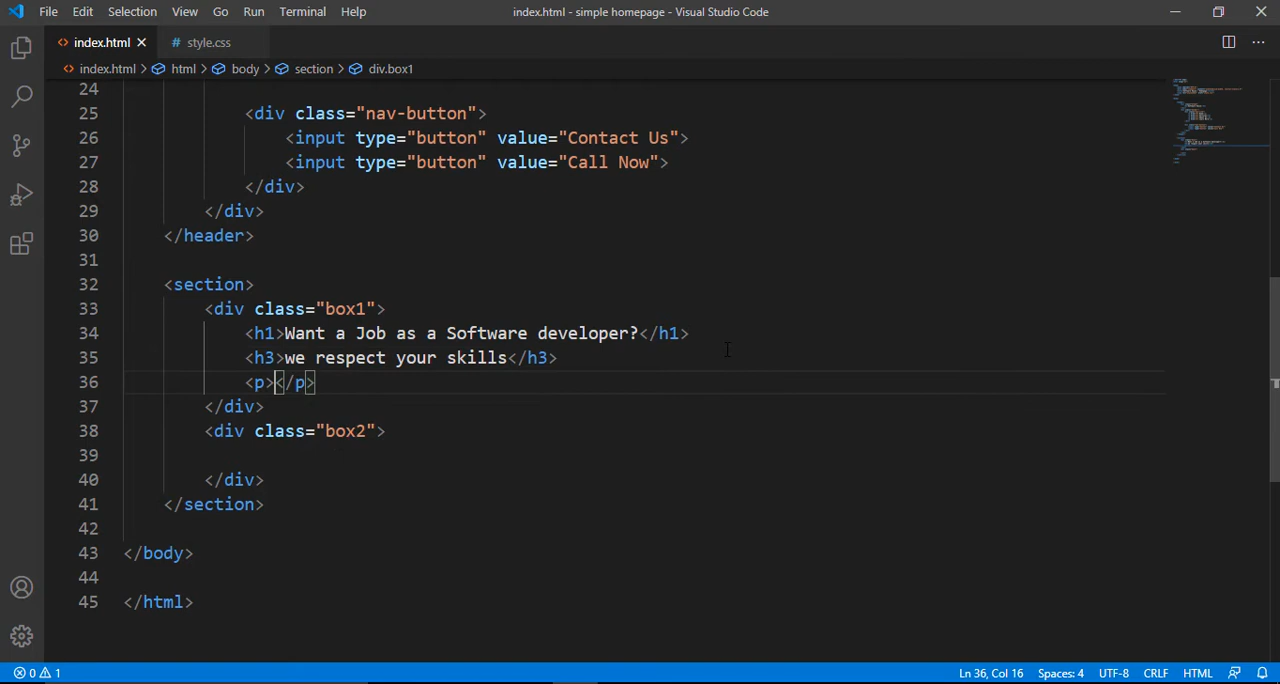 File Edit Selection View Go Run Terminal Help index.html - simple homepage - Visual Studio Code
index.html # style.css
index.html > html > body > section > div.box1
24
25 <div class="nav-button">
26 <input type="button" value="Contact Us">
27 <input type="button" value="Call Now">
28 </div>
29 </div>
30 </header>
31
32 <section>
33 <div class="box1">
34 <h1>Want a Job as a Software developer?</h1>
35 <h3>we respect your skills</h3>
36 <p></p>
37 </div>
38 <div class="box2">
39
40 </div>
41 </section>
42
43 </body>
44
45 </html>
0 1 Ln 36, Col 16 Spaces: 4 UTF-8 CRLF HTML